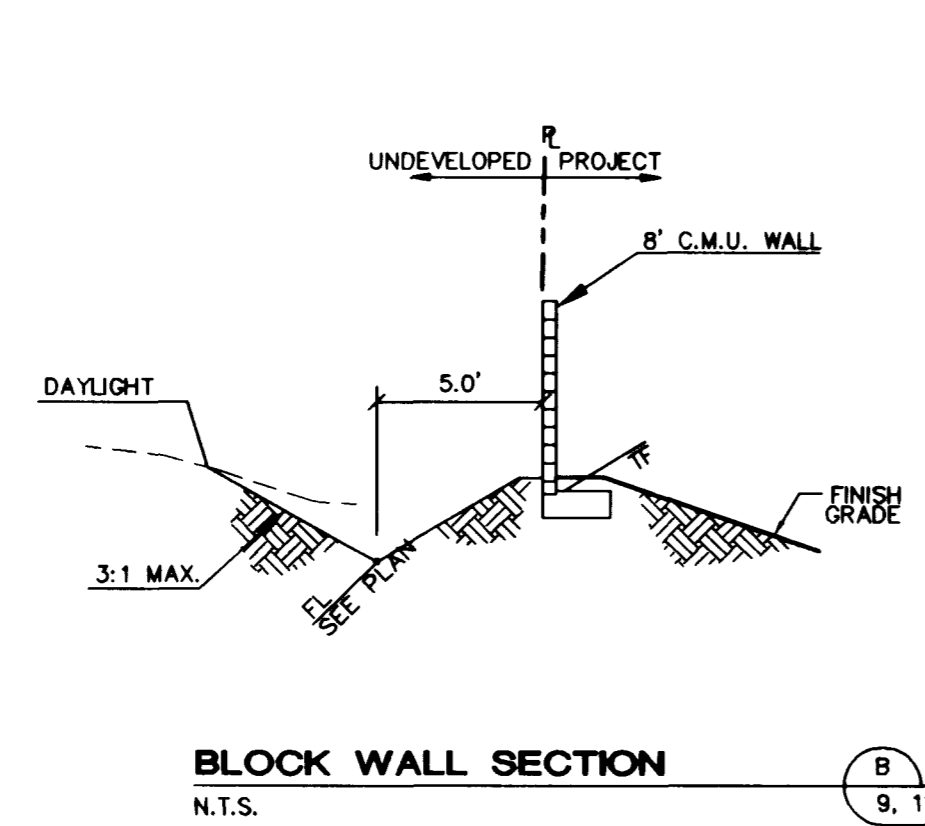 PL
UNDEVELOPED PROJECT
8' C.M.U. WALL
DAYLIGHT
5.0'
TF
FINISH
GRADE
3:1 MAX.
FL
SEE PLAN
BLOCK WALL SECTION
N.T.S.
B
9,